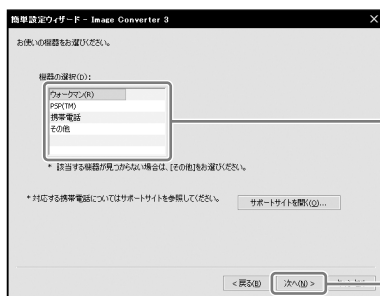 簡単設定ウィザード - Image Converter 3
お使いの機器をお選びください。
機器の選択(D):
ウォークマン(R)
PSP(TM)
携帯電話
その他
* 該当する機器が見つからない場合は、[その他]をお選びください。
* 対応する携帯電話についてはサポートサイトを参照してください。
サポートサイトを開く(O)...
< 戻る(B)
次へ(N) >